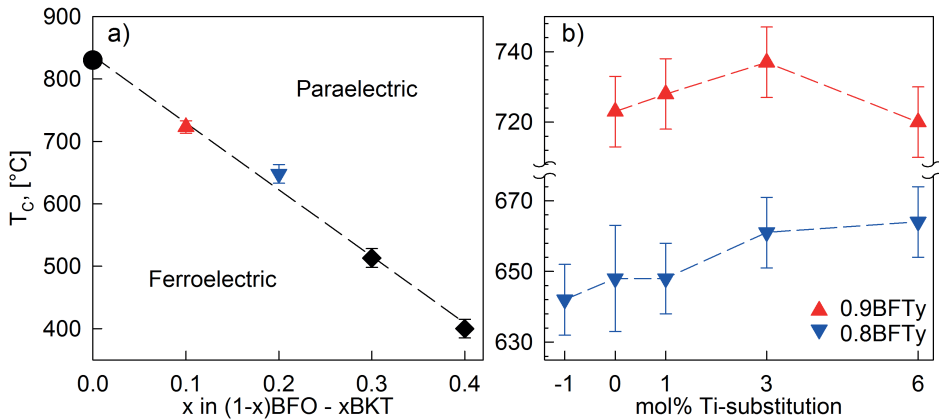 a)
900
800
700
600
500
400
T_C, [°C]
Paraelectric
Ferroelectric
0.0 0.1 0.2 0.3 0.4
x in (1-x)BFO - xBKT
b)
740
720
670
650
630
0.9BFTy
0.8BFTy
-1 0 1 3 6
mol% Ti-substitution